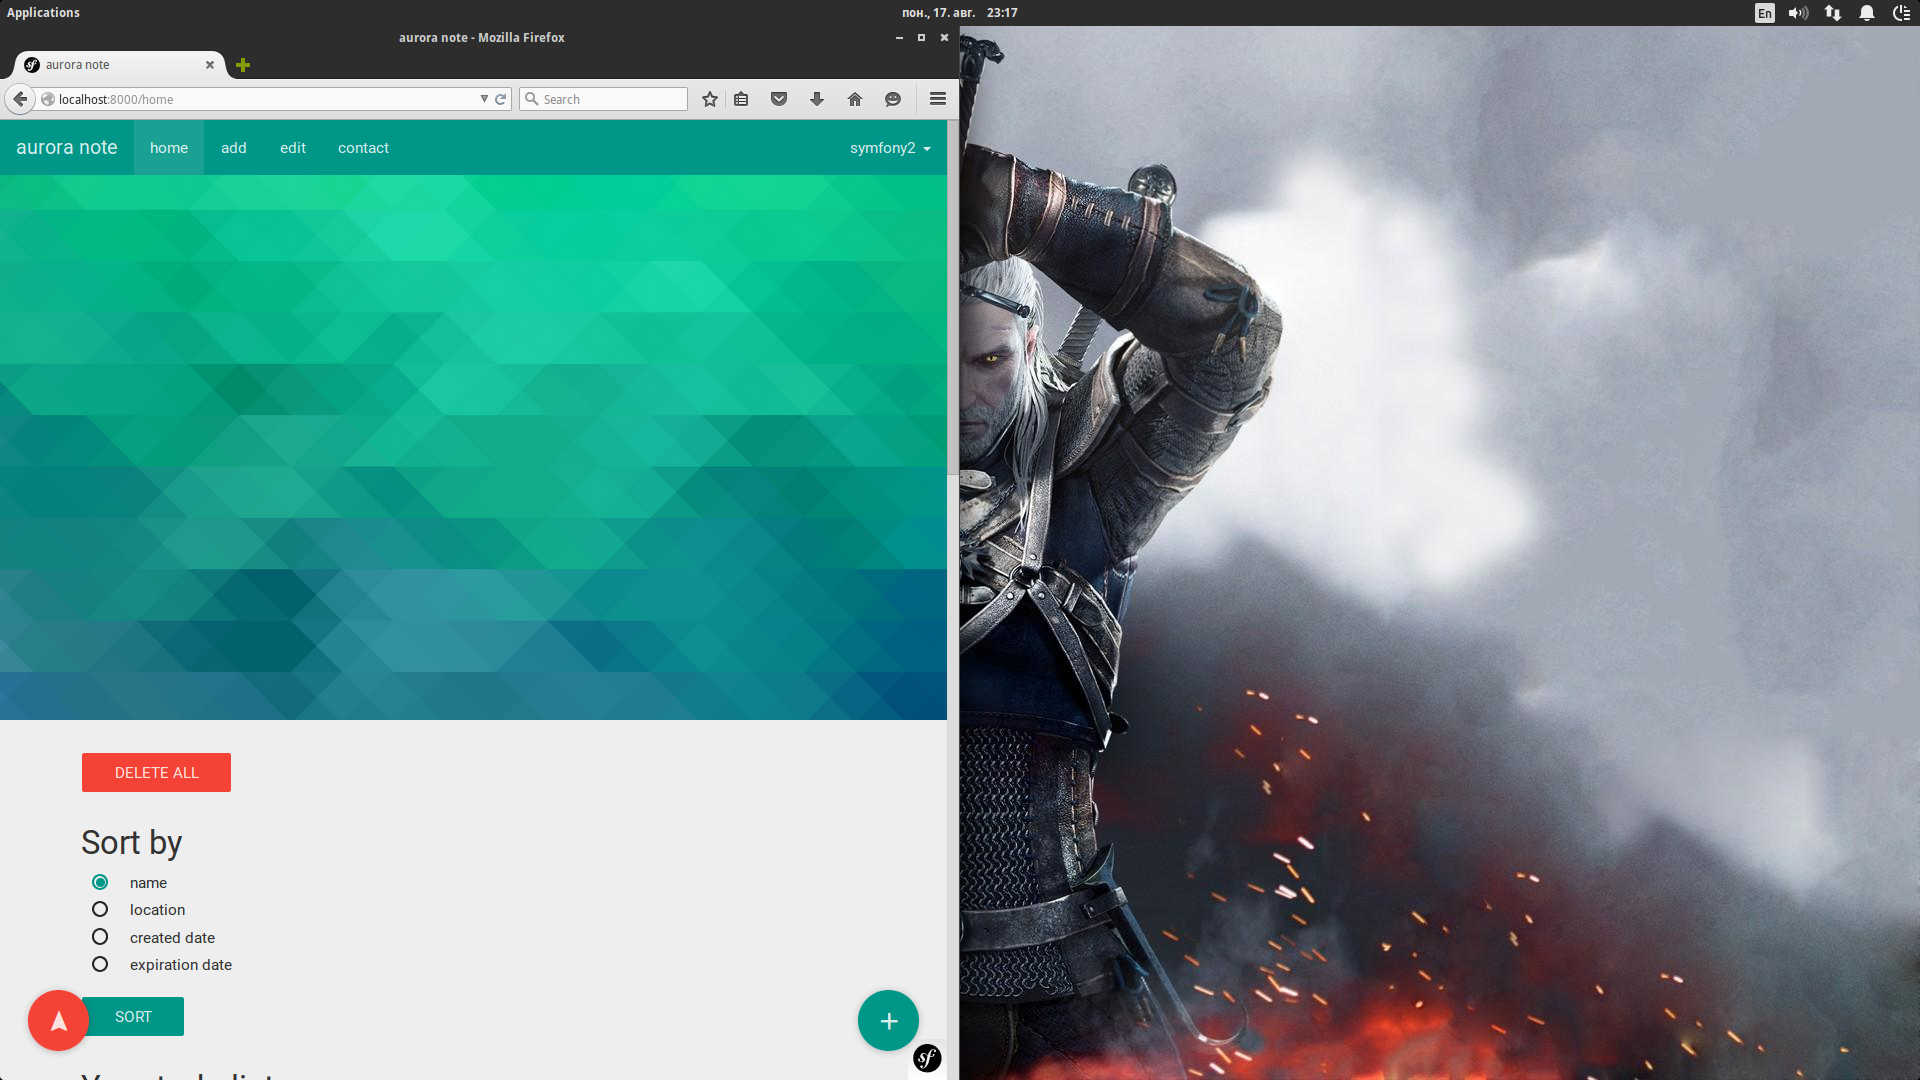 Applications
пон., 17. авг. 23:17
En
aurora note - Mozilla Firefox
aurora note
localhost:8000/home
Search
aurora note
home
add
edit
contact
symfony2
DELETE ALL
Sort by
name
location
created date
expiration date
SORT
sf